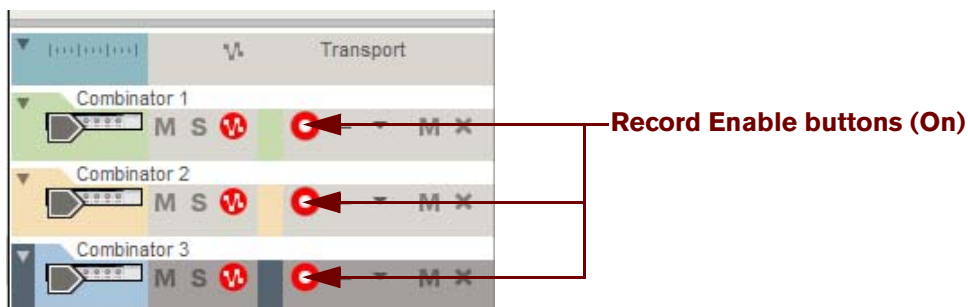 Transport
Combinator 1
M S M
Record Enable buttons (On)
Combinator 2
M S M
Combinator 3
M S M